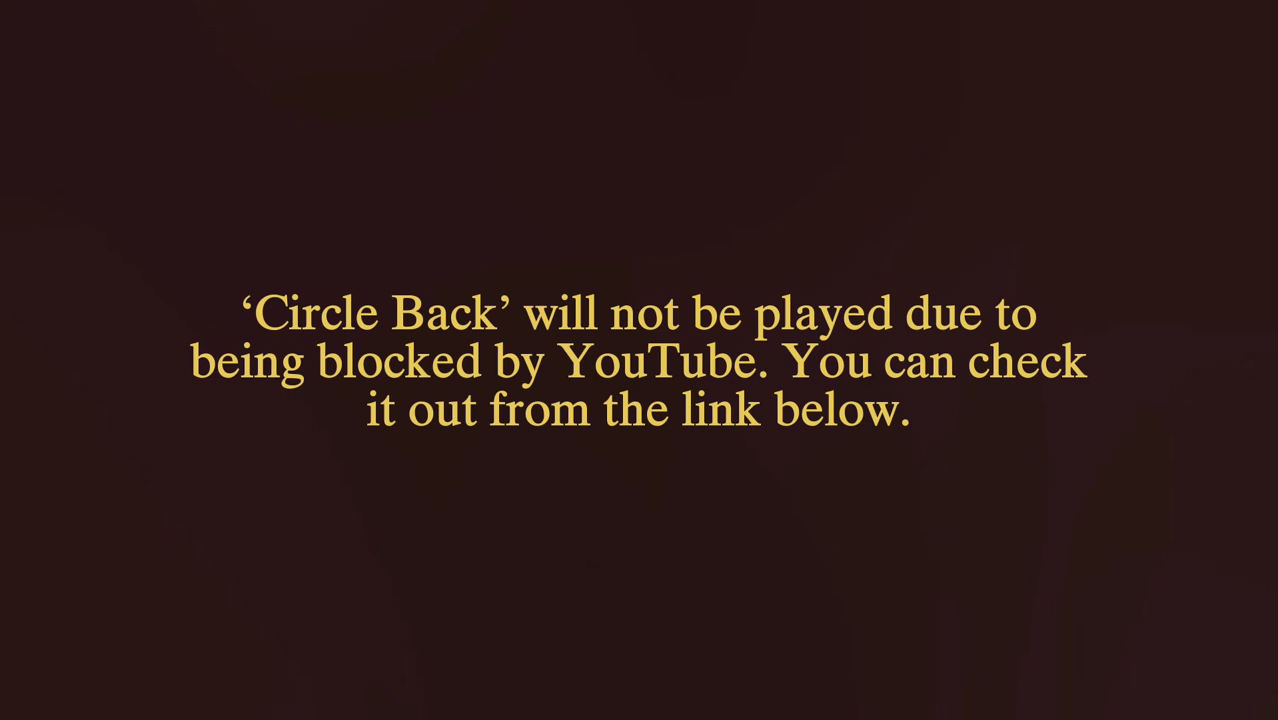 ‘Circle Back’ will not be played due to
being blocked by YouTube. You can check
it out from the link below.